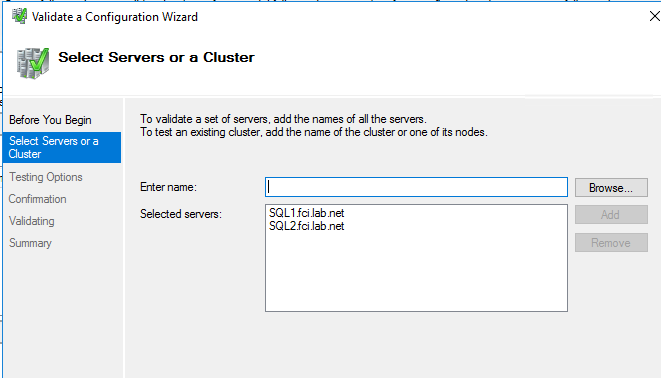 Validate a Configuration Wizard
Select Servers or a Cluster
Before You Begin
Select Servers or a
Cluster
Testing Options
Confirmation
Validating
Summary
To validate a set of servers, add the names of all the servers.
To test an existing cluster, add the name of the cluster or one of its nodes.
Enter name:
Browse...
Selected servers:
SQL1.fci.lab.net
SQL2.fci.lab.net
Add
Remove